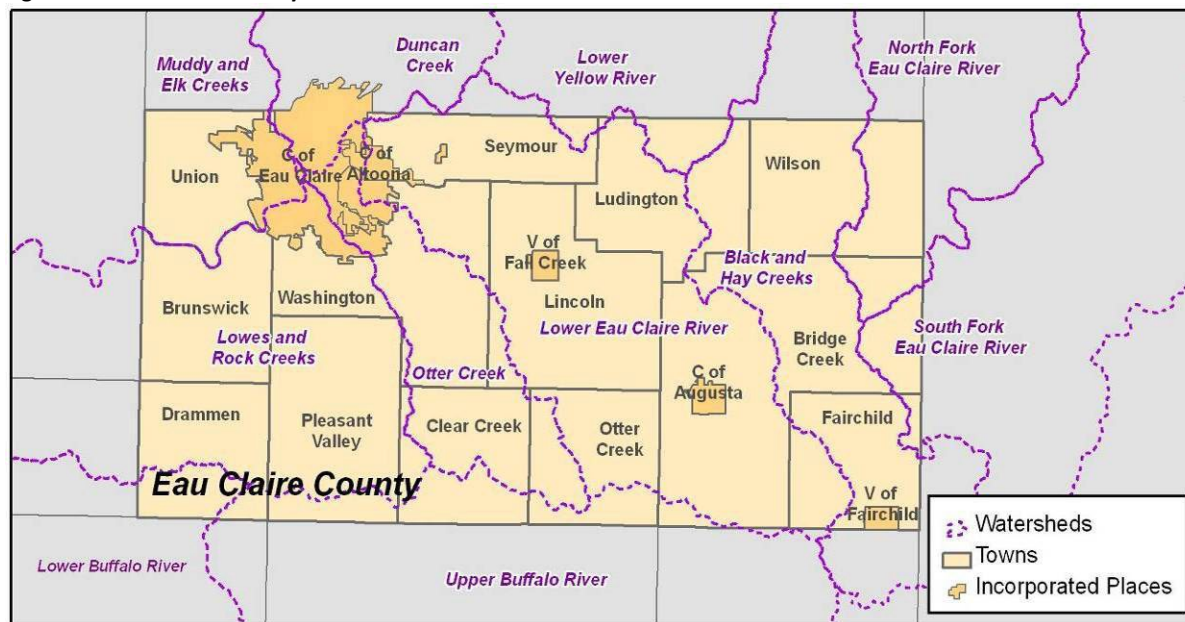 Muddy and
Elk Creeks
Duncan
Creek
Lower
Yellow River
North Fork
Eau Claire River
Union
C of
Eau Claire
C of
Altoona
Seymour
Wilson
Ludington
V of
Fall Creek
Black and
Hay Creeks
Brunswick
Washington
Lincoln
Lowes and
Rock Creeks
Lower Eau Claire River
Bridge
Creek
South Fork
Eau Claire River
Otter Creek
C of
Augusta
Drammen
Pleasant
Valley
Clear Creek
Otter
Creek
Fairchild
Eau Claire County
V of
Fairchild
Lower Buffalo River
Upper Buffalo River
Watersheds
Towns
Incorporated Places